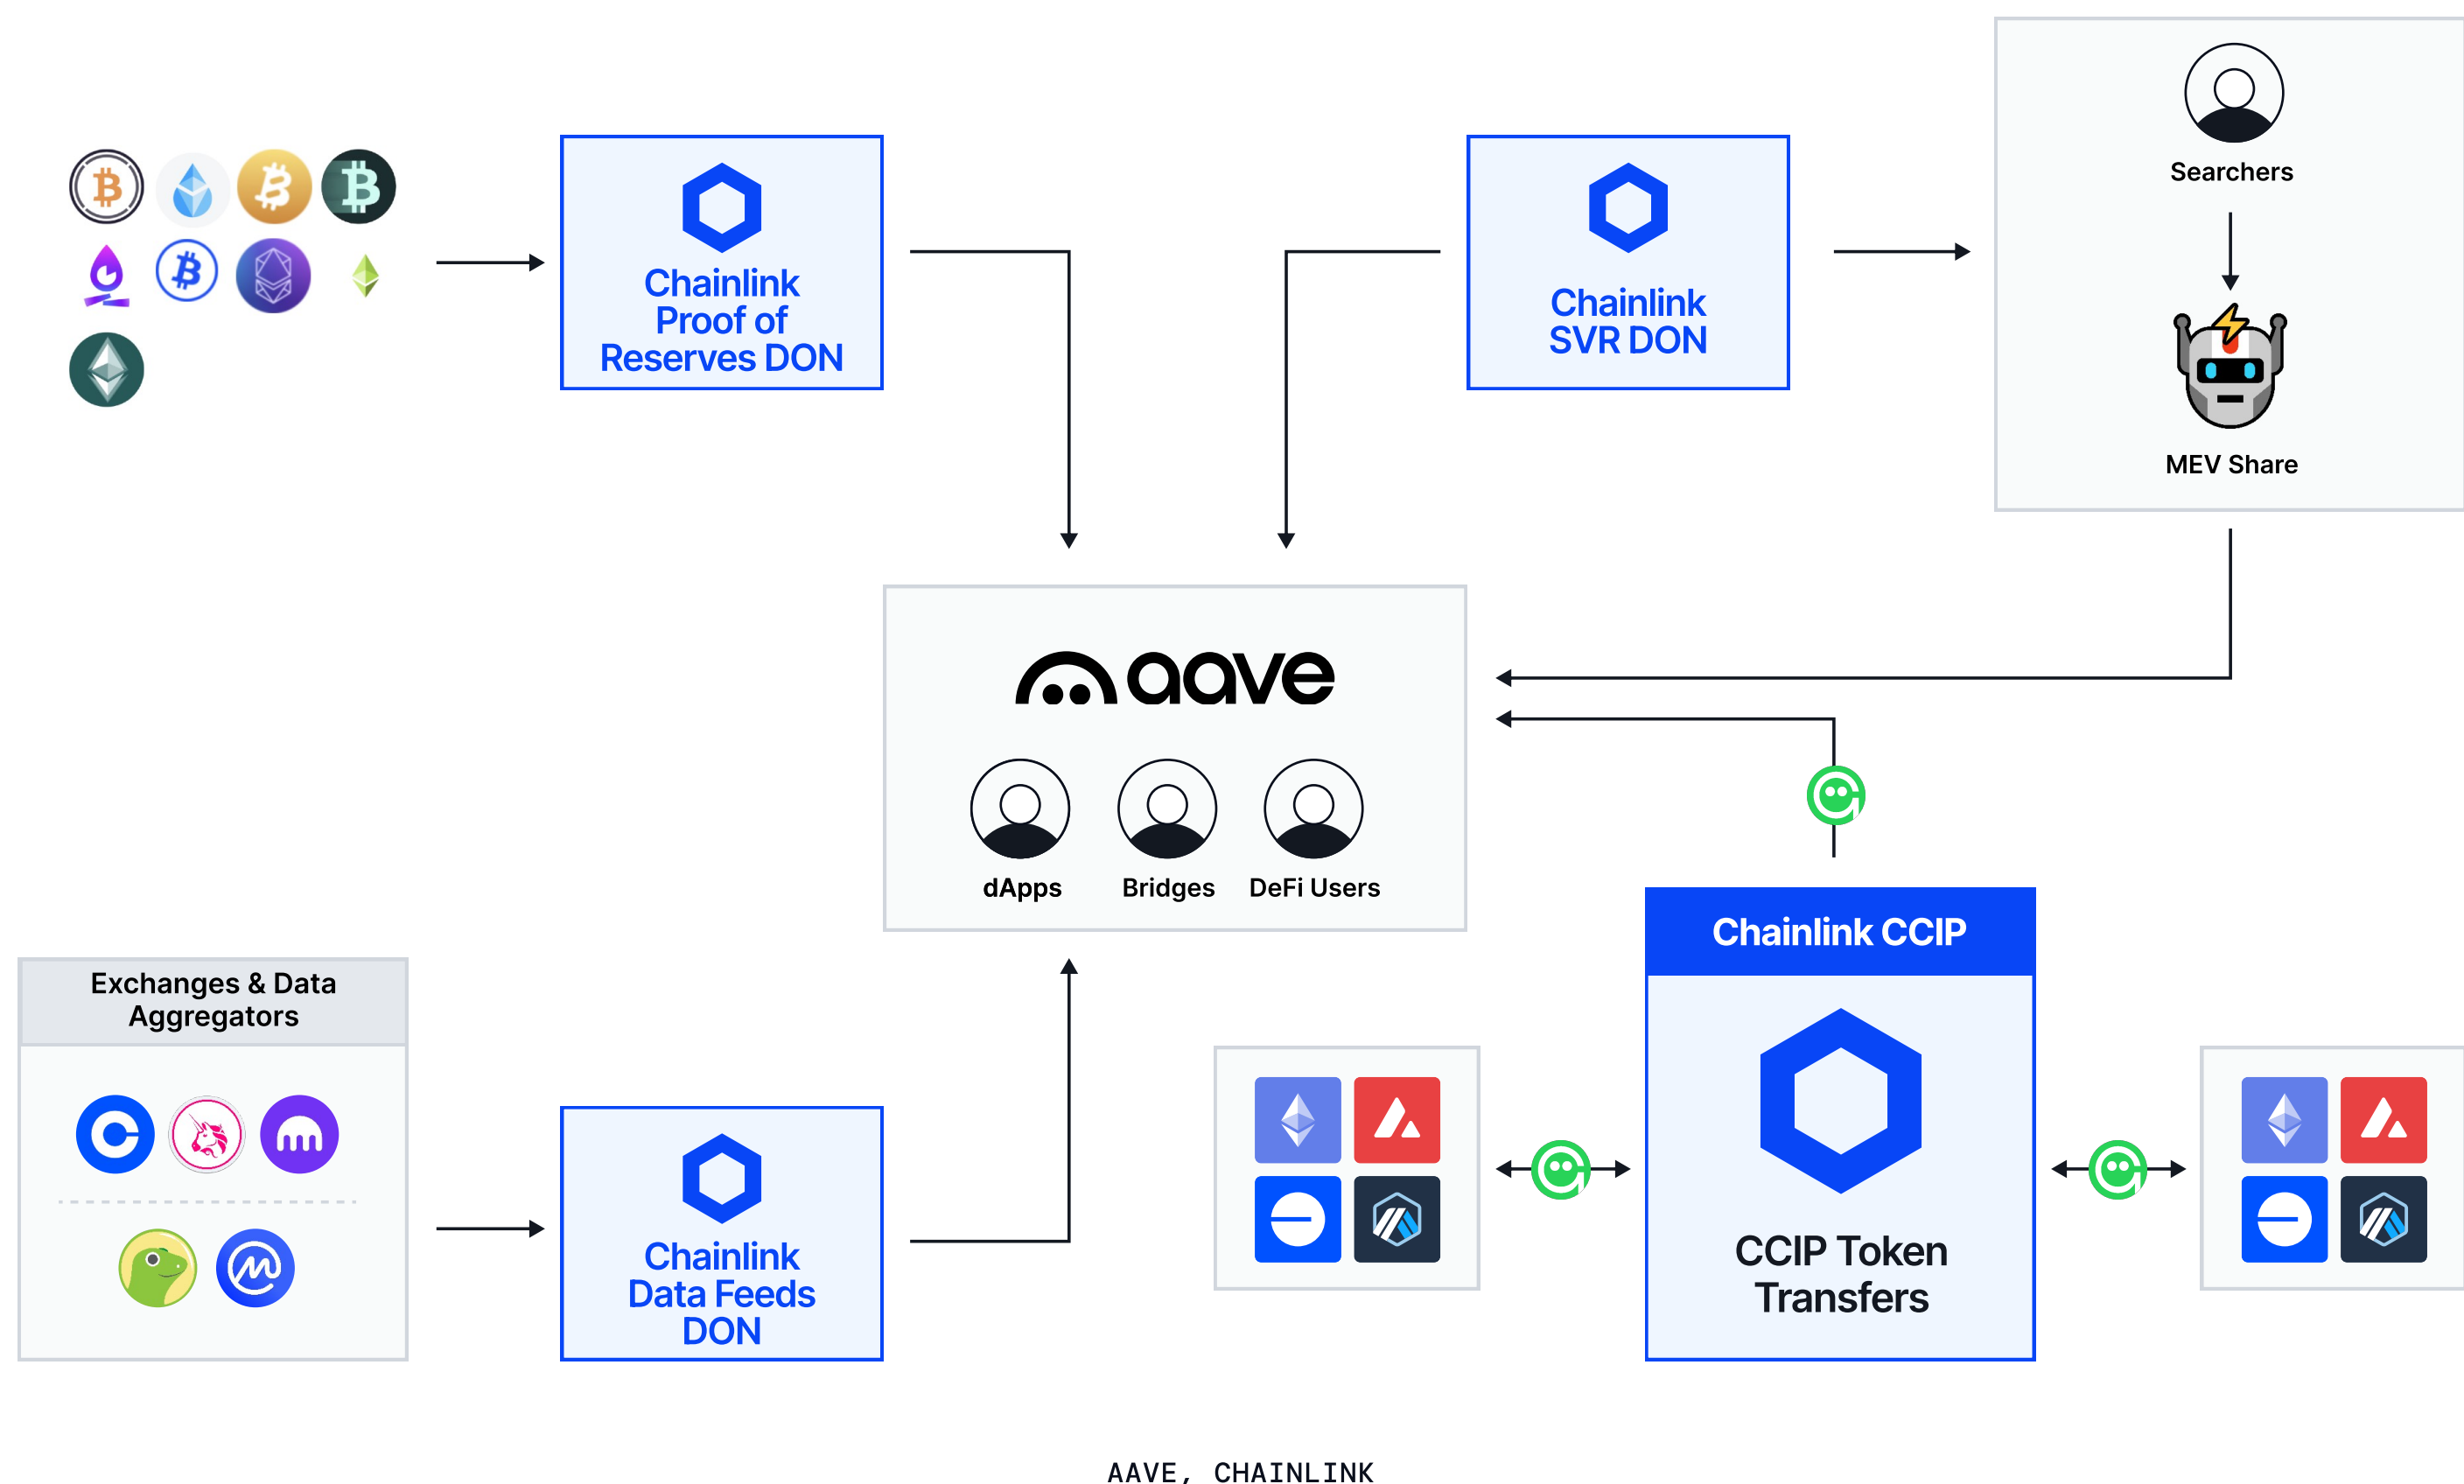 Searchers
MEV Share
Chainlink
Proof of
Reserves DON
Chainlink
SVR DON
aave
dApps
Bridges
DeFi Users
Exchanges & Data
Aggregators
Chainlink
Data Feeds
DON
Chainlink CCIP
CCIP Token
Transfers
AAVE, CHAINLINK